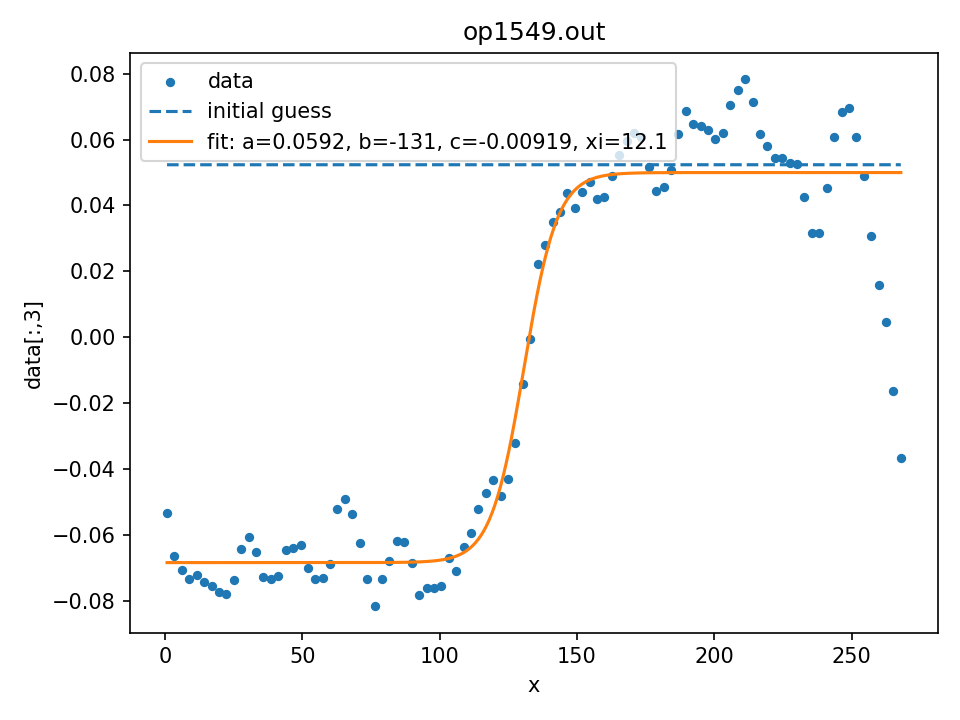 op1549.out
data
initial guess
fit: a=0.0592, b=-131, c=-0.00919, xi=12.1
0.08
0.06
0.04
0.02
0.00
−0.02
−0.04
−0.06
−0.08
data[:,3]
0 50 100 150 200 250
x